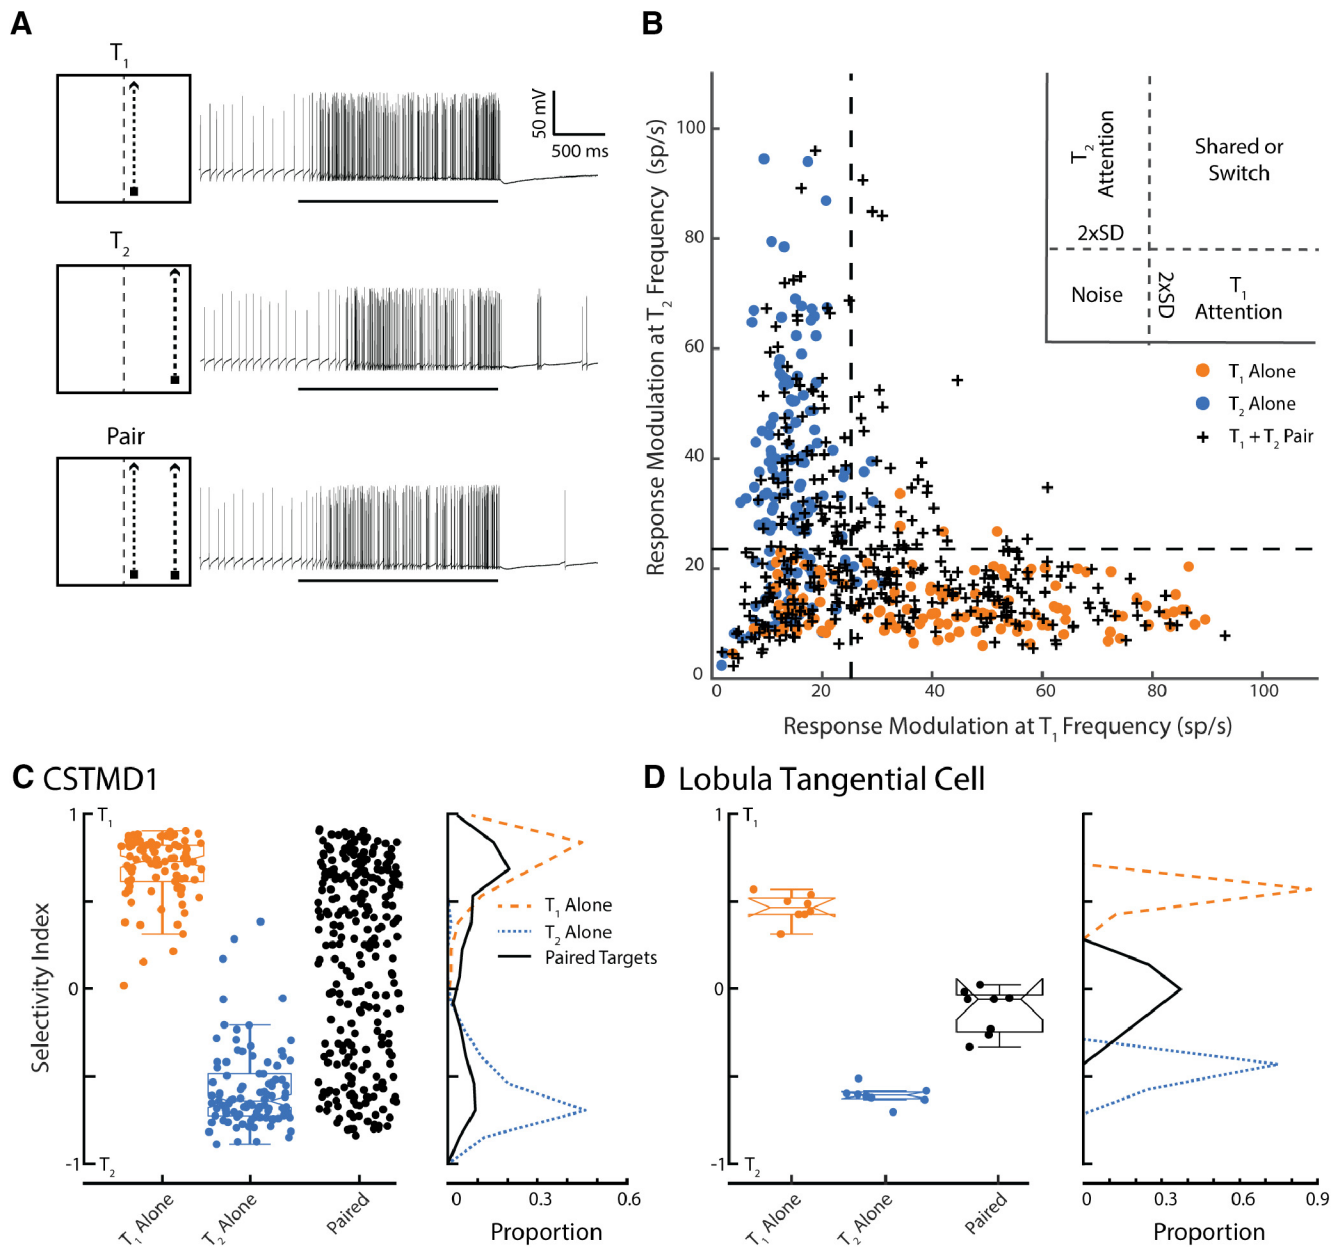 A
T1
50 mV
500 ms
T2
Pair
B
Response Modulation at T2 Frequency (sp/s)
100
80
60
40
20
0
0 20 40 60 80 100
Response Modulation at T1 Frequency (sp/s)
T2 Attention
Shared or
Switch
2xSD
Noise
2xSD
T1
Attention
T1 Alone
T2 Alone
T1 + T2 Pair
C CSTMD1
Selectivity Index
1 T1
0
-1 T2
T1 Alone
T2 Alone
Paired
T1 Alone
T2 Alone
Paired Targets
0 0.3 0.6
Proportion
D Lobula Tangential Cell
1 T1
0
-1 T2
T1 Alone
T2 Alone
Paired
0 0.3 0.6 0.9
Proportion